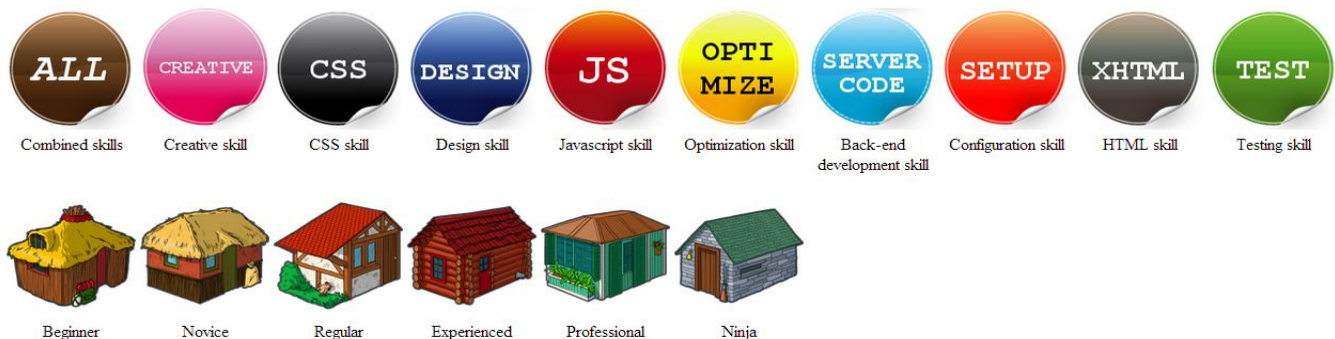 ALL
CREATIVE
CSS
DESIGN
JS
OPTI
MIZE
SERVER
CODE
SETUP
XHTML
TEST
Combined skills
Creative skill
CSS skill
Design skill
Javascript skill
Optimization skill
Back-end
development skill
Configuration skill
HTML skill
Testing skill
Beginner
Novice
Regular
Experienced
Professional
Ninja